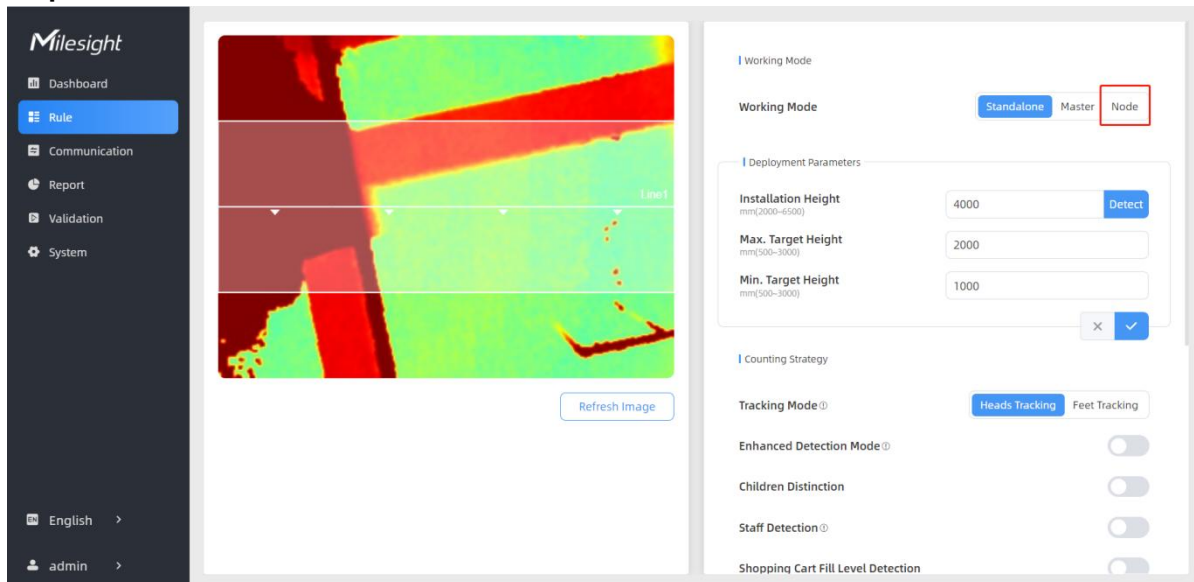 Milesight
Dashboard
Rule
Communication
Report
Validation
System
EN English >
admin >
Line1
Refresh Image
Working Mode
Working Mode Standalone Master Node
Deployment Parameters
Installation Height 4000 Detect
mm(2000~6500)
Max. Target Height 2000
mm(500~3000)
Min. Target Height 1000
mm(500~3000)
Counting Strategy
Tracking Mode Heads Tracking Feet Tracking
Enhanced Detection Mode
Children Distinction
Staff Detection
Shopping Cart Fill Level Detection